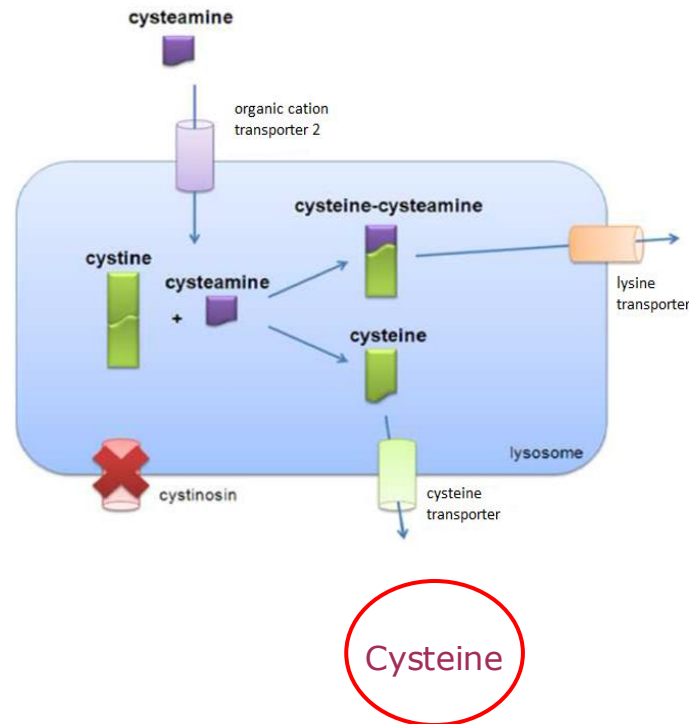 cysteamine
organic cation
transporter 2
cysteine-cysteamine
cystine
cysteamine
+
lysine
transporter
cysteine
lysosome
cystinosin
cysteine
transporter
Cysteine